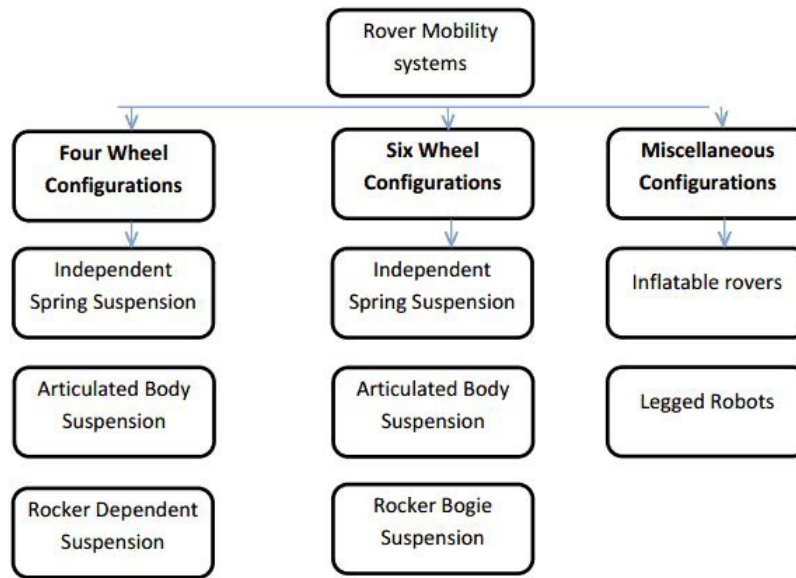 Rover Mobility
systems
Four Wheel
Configurations
Six Wheel
Configurations
Miscellaneous
Configurations
Independent
Spring Suspension
Independent
Spring Suspension
Inflatable rovers
Articulated Body
Suspension
Articulated Body
Suspension
Legged Robots
Rocker Dependent
Suspension
Rocker Bogie
Suspension